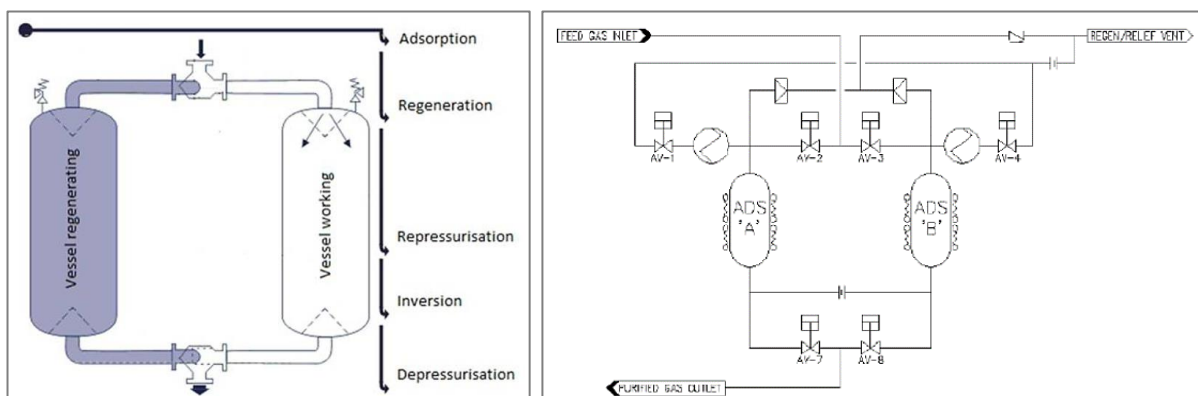 Adsorption
Regeneration
Vessel regenerating
Vessel working
Repressurisation
Inversion
Depressurisation
FEED GAS INLET
REGEN/RELIEF VENT
AV-1
AV-2
AV-3
AV-4
ADS
'A'
ADS
'B'
AV-7
AV-8
PURIFIED GAS OUTLET